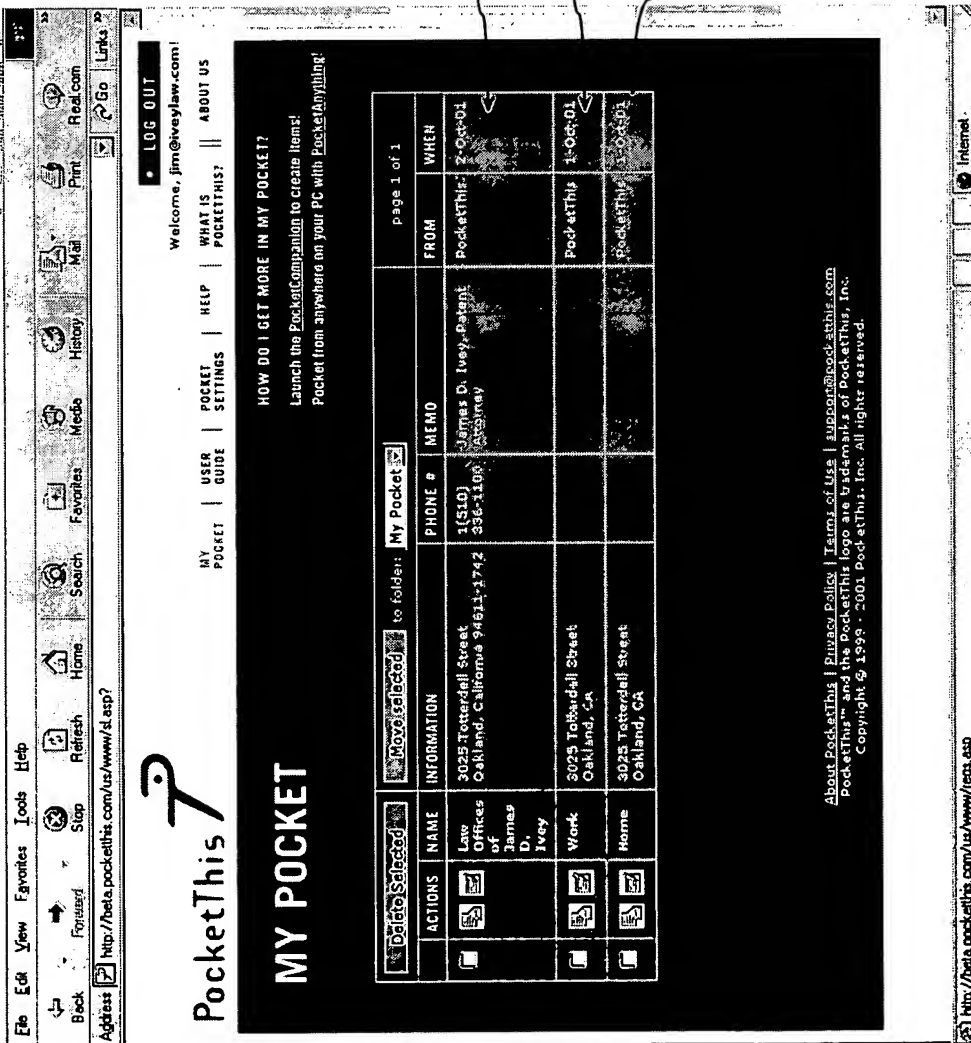 File Edit View Favorites Tools Help
Back Forward Stop Refresh Home Search Favorites Media History Mail Print Real.com
Address http://beta.pocketthis.com/us/www/sl.asp? Go Links »
PocketThis
• LOG OUT
Welcome, jim@iveylaw.com!
MY POCKET | USER GUIDE | POCKET SETTINGS | HELP | WHAT IS POCKETTHIS? || ABOUT US
MY POCKET
HOW DO I GET MORE IN MY POCKET?
Launch the PocketCompanion to create items!
Pocket from anywhere on your PC with PocketAnything!
Delete Selected Move Selected to folder: My Pocket page 1 of 1
ACTIONS NAME INFORMATION PHONE # MEMO FROM WHEN
Law Offices of James D. Ivey 3025 Totterdell Street Oakland, California 94611-1742 1(510) 336-1100 James D. Ivey, Patent Attorney PocketThis 2-Oct-01
Work 3025 Totterdell Street Oakland, CA PocketThis 1-Oct-01
Home 3025 Totterdell Street Oakland, CA PocketThis 1-Oct-01
About PocketThis | Privacy Policy | Terms of Use | support@pocketthis.com
PocketThis™ and the PocketThis logo are trademarks of PocketThis, Inc.
Copyright © 1999 - 2001 PocketThis, Inc. All rights reserved.
http://beta.pocketthis.com/us/www/legs.asp Internet